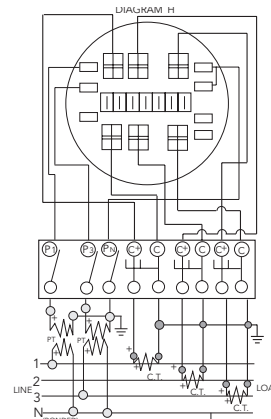 DIAGRAM H
P1 P3 PN C+ C C+ C C+ C
+ + + +
PT PT
1
C.T.
LINE 2
C.T. LOA
3
C.T.
N